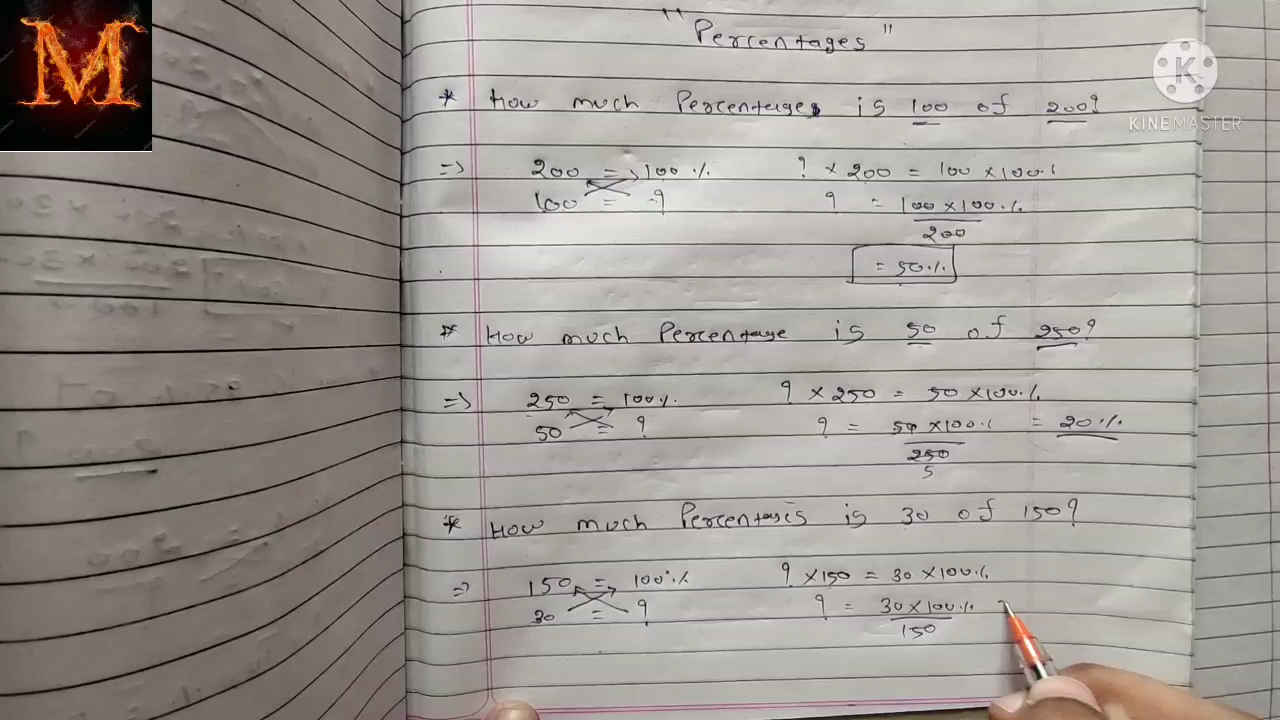 M
K
KINEMASTER
"Percentages"
* How much Percentages is 100 of 200?
=> 200 = 100% ? × 200 = 100 × 100%
100 = ? ? = 100 × 100%
200
= 50%
* How much Percentage is 50 of 250?
=> 250 = 100% ? × 250 = 50 × 100%
50 = ? ? = 50 × 100% = 20%
250
5
* How much Percentages is 30 of 150?
=> 150 = 100% ? × 150 = 30 × 100%
30 = ? ? = 30 × 100%
150